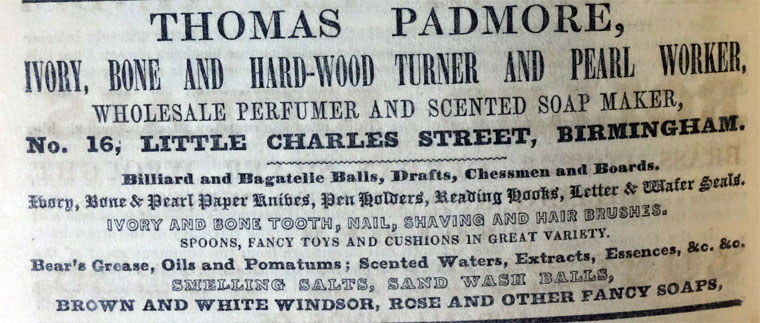 THOMAS PADMORE,
IVORY, BONE AND HARD-WOOD TURNER AND PEARL WORKER,
WHOLESALE PERFUMER AND SCENTED SOAP MAKER,
No. 16, LITTLE CHARLES STREET, BIRMINGHAM.
Billiard and Bagatelle Balls, Drafts, Chessmen and Boards.
Ivory, Bone & Pearl Paper Knives, Pen Holders, Reading Hooks, Letter & Wafer Seals.
IVORY AND BONE TOOTH, NAIL, SHAVING AND HAIR BRUSHES.
SPOONS, FANCY TOYS AND CUSHIONS IN GREAT VARIETY.
Bear's Grease, Oils and Pomatums; Scented Waters, Extracts, Essences, &c. &c.
SMELLING SALTS, SAND WASH BALLS,
BROWN AND WHITE WINDSOR, ROSE AND OTHER FANCY SOAPS,